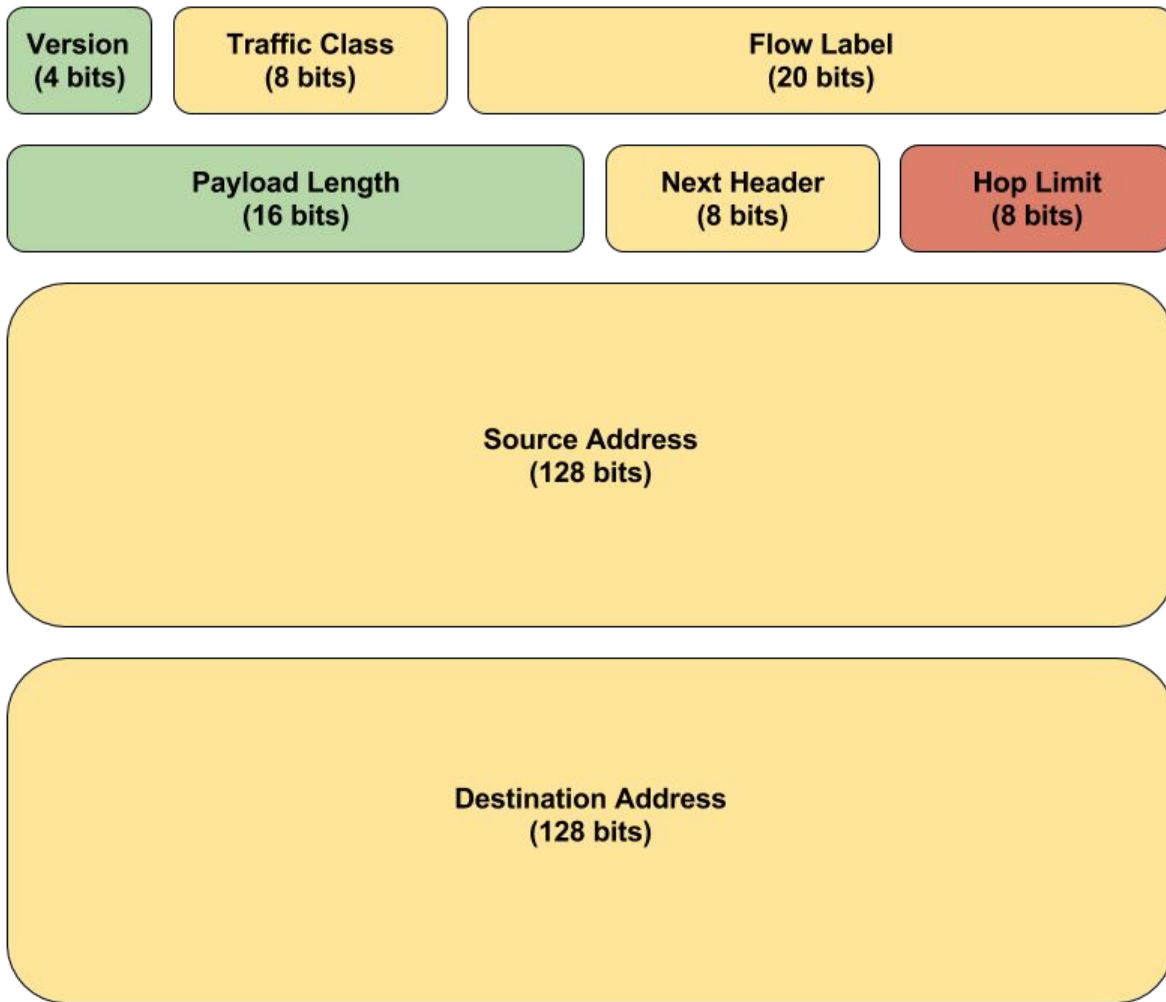 Version
(4 bits)
Traffic Class
(8 bits)
Flow Label
(20 bits)
Payload Length
(16 bits)
Next Header
(8 bits)
Hop Limit
(8 bits)
Source Address
(128 bits)
Destination Address
(128 bits)